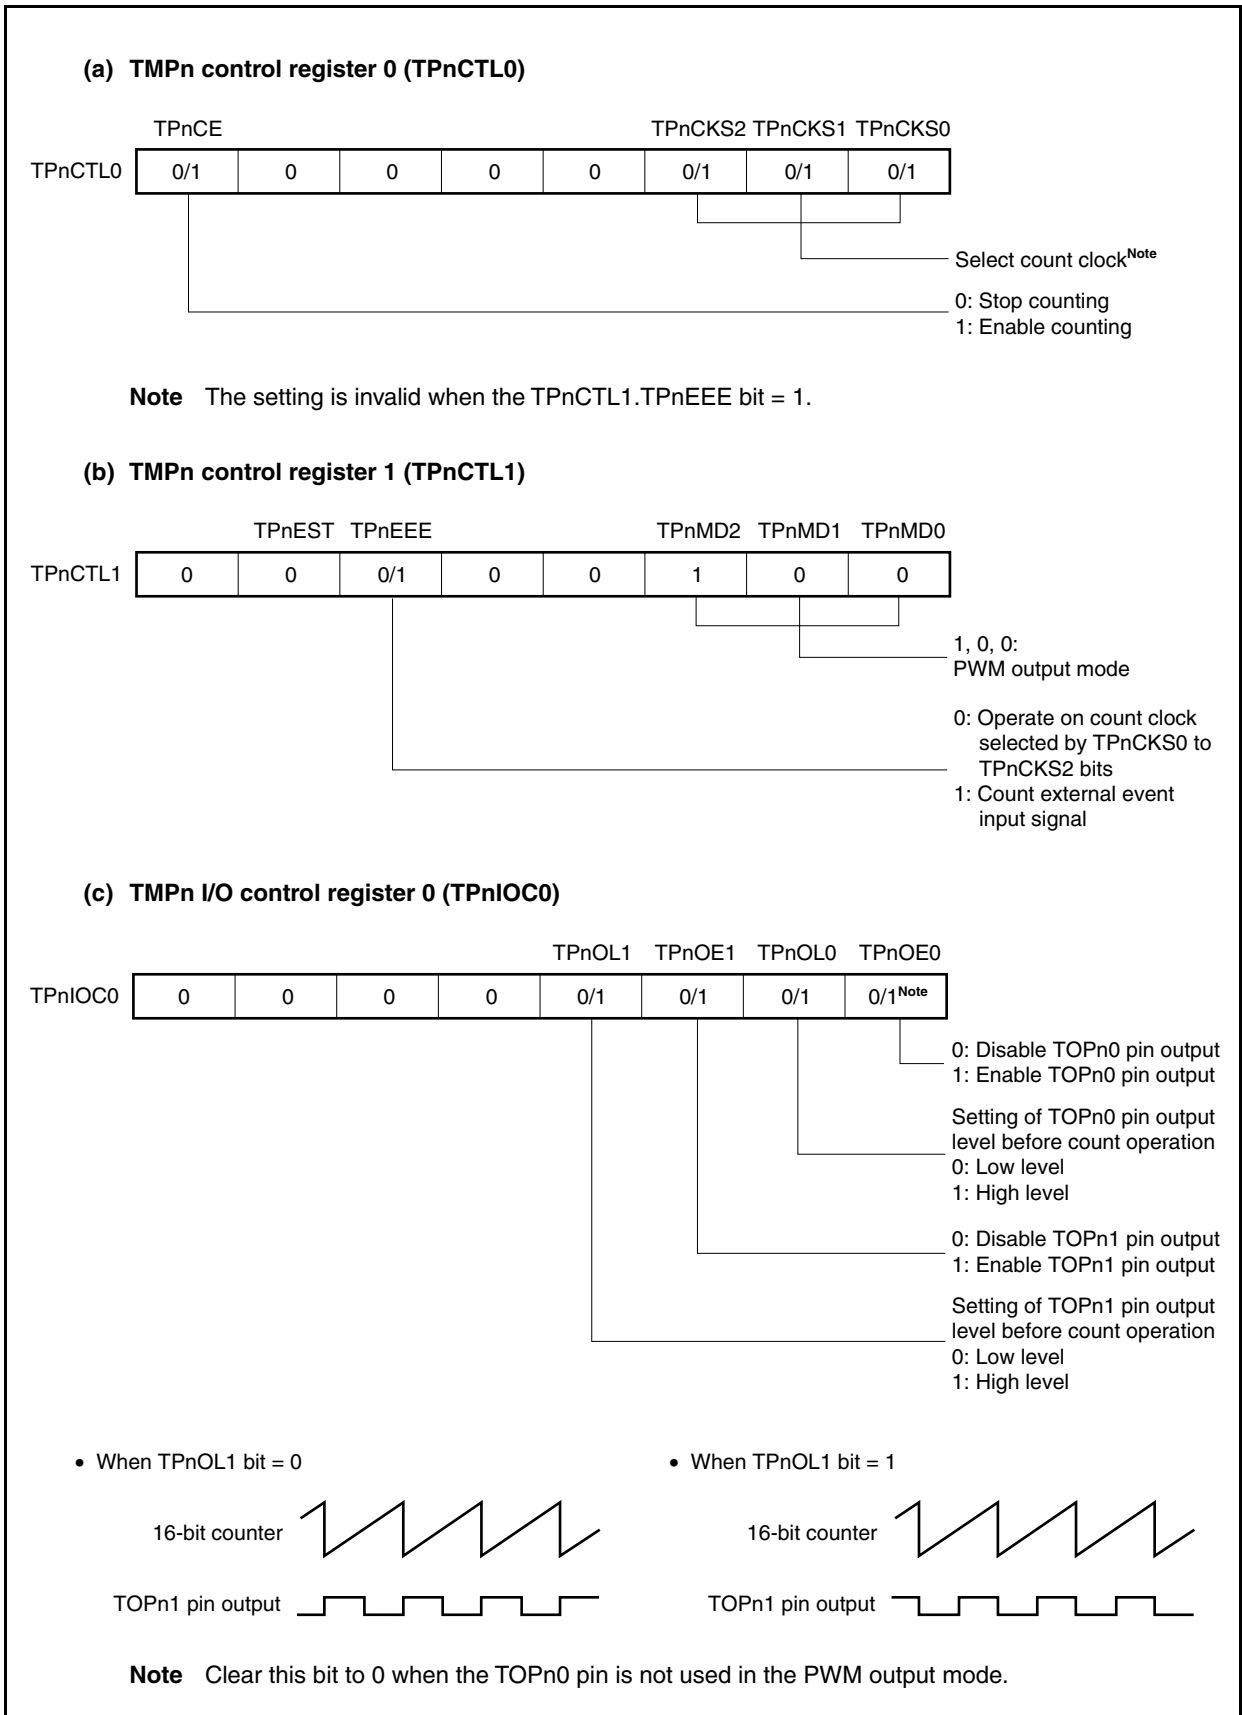 (a) TMPn control register 0 (TPnCTL0)
TPnCE TPnCKS2 TPnCKS1 TPnCKS0
TPnCTL0 0/1 0 0 0 0 0/1 0/1 0/1
Select count clockNote
0: Stop counting
1: Enable counting
Note The setting is invalid when the TPnCTL1.TPnEEE bit = 1.
(b) TMPn control register 1 (TPnCTL1)
TPnEST TPnEEE TPnMD2 TPnMD1 TPnMD0
TPnCTL1 0 0 0/1 0 0 1 0 0
1, 0, 0:
PWM output mode
0: Operate on count clock
selected by TPnCKS0 to
TPnCKS2 bits
1: Count external event
input signal
(c) TMPn I/O control register 0 (TPnIOC0)
TPnOL1 TPnOE1 TPnOL0 TPnOE0
TPnIOC0 0 0 0 0 0/1 0/1 0/1 0/1Note
0: Disable TOPn0 pin output
1: Enable TOPn0 pin output
Setting of TOPn0 pin output
level before count operation
0: Low level
1: High level
0: Disable TOPn1 pin output
1: Enable TOPn1 pin output
Setting of TOPn1 pin output
level before count operation
0: Low level
1: High level
• When TPnOL1 bit = 0
16-bit counter
TOPn1 pin output
• When TPnOL1 bit = 1
16-bit counter
TOPn1 pin output
Note Clear this bit to 0 when the TOPn0 pin is not used in the PWM output mode.